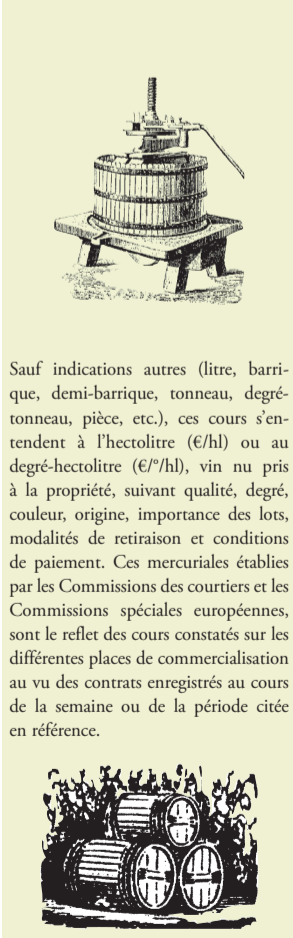 Sauf indications autres (litre, barri-
que, demi-barrique, tonneau, degré-
tonneau, pièce, etc.), ces cours s'en-
tendent à l'hectolitre (€/hl) ou au
degré-hectolitre (€/°/hl), vin nu pris
à la propriété, suivant qualité, degré,
couleur, origine, importance des lots,
modalités de retiraison et conditions
de paiement. Ces mercuriales établies
par les Commissions des courtiers et les
Commissions spéciales européennes,
sont le reflet des cours constatés sur les
différentes places de commercialisation
au vu des contrats enregistrés au cours
de la semaine ou de la période citée
en référence.